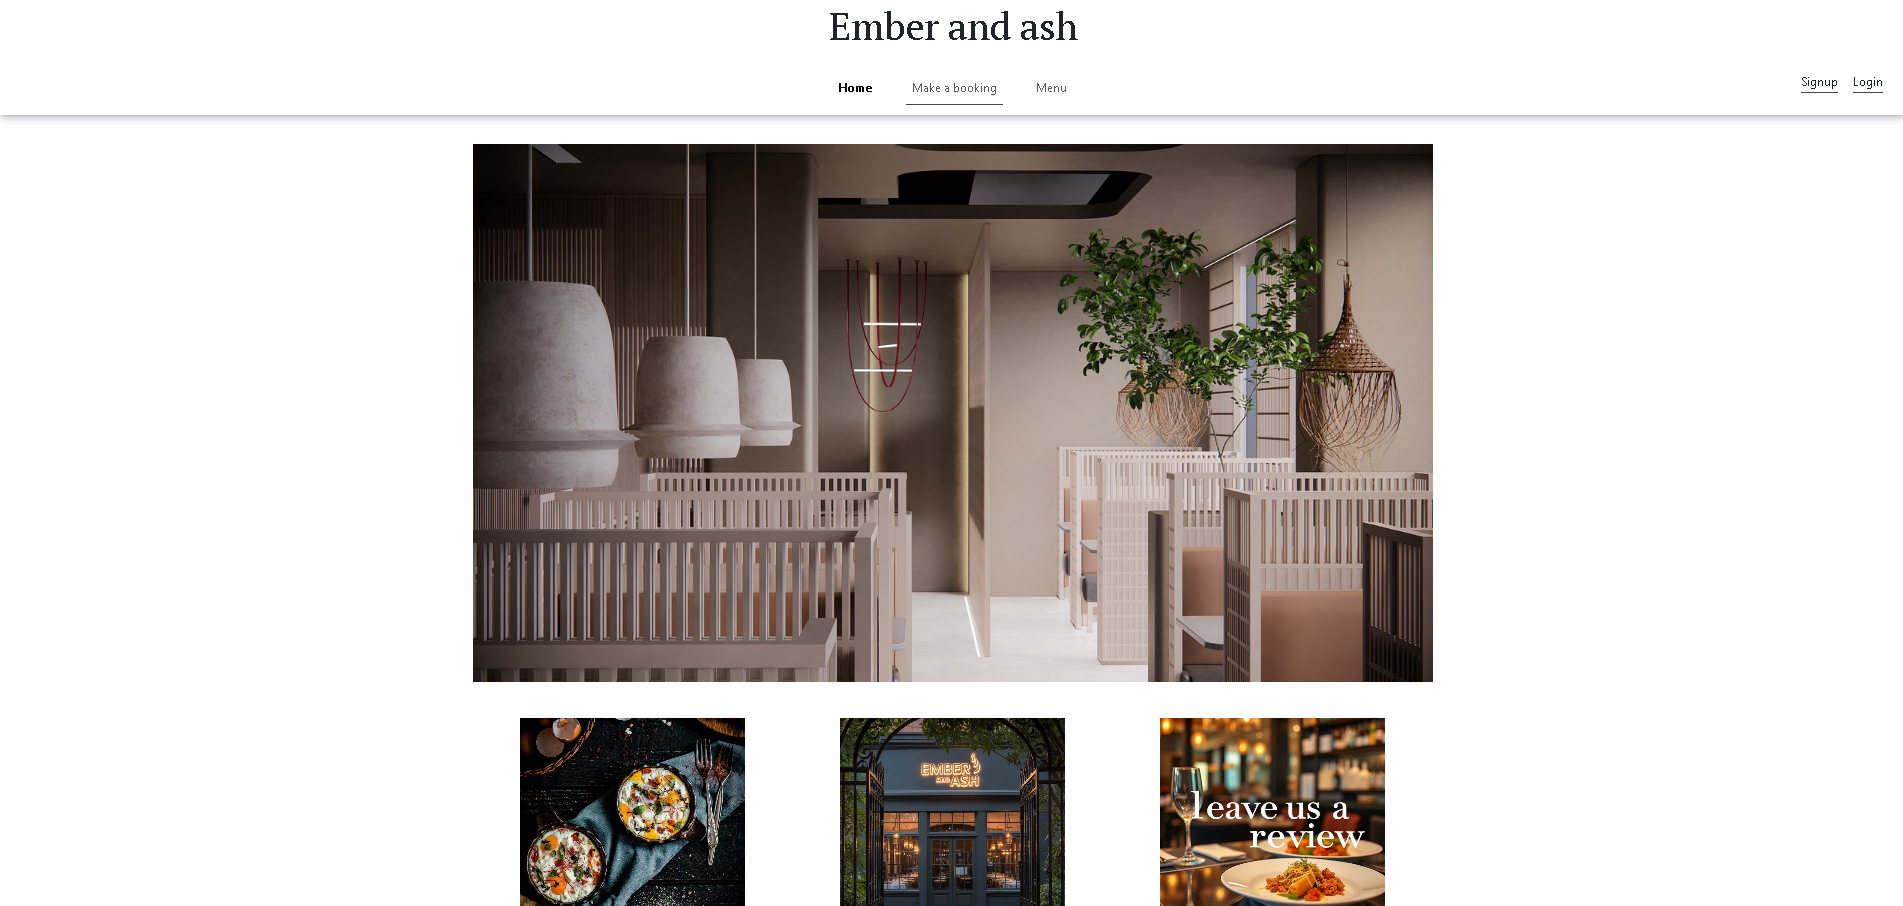 Ember and ash
Home Make a booking Menu
Signup Login
EMBER
AND ASH
leave us a
review